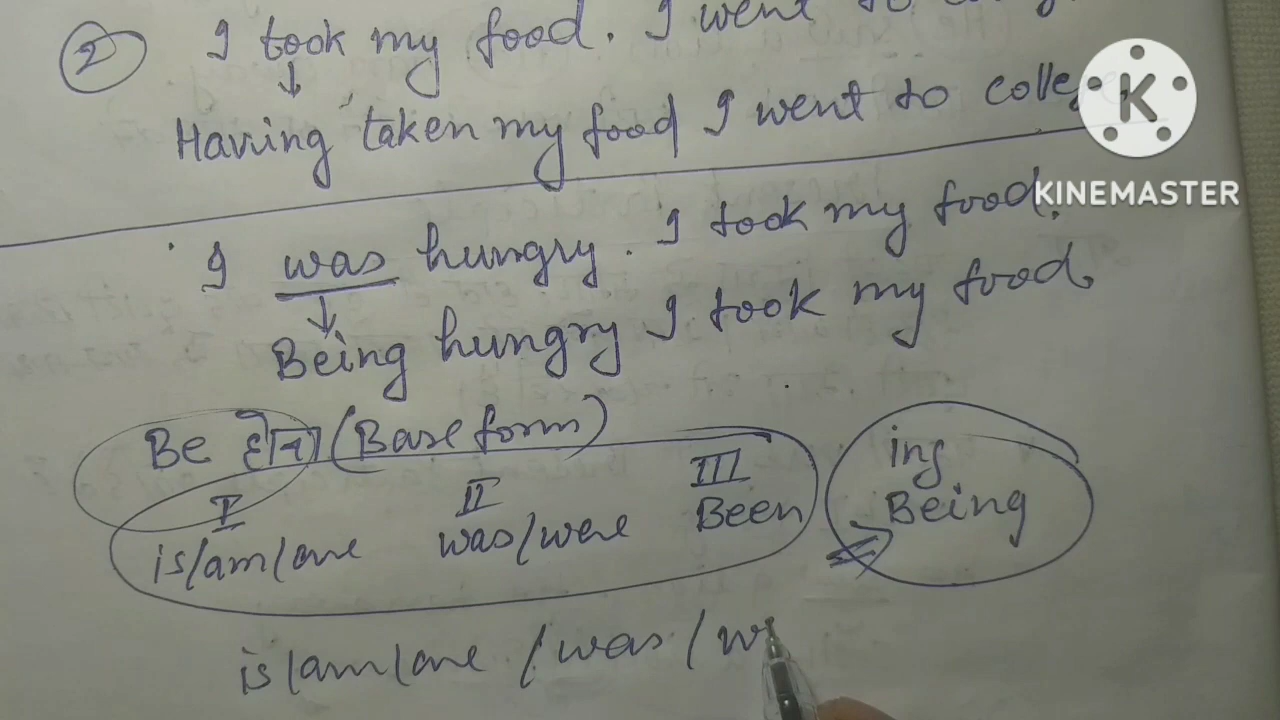 2 I took my food. I went to
Having taken my food I went to college
I was hungry. I took my food.
Being hungry I took my food.
Be होना (Base form)
I II III ing
is/am/are was/were Been Being
is/am/are / was / w
K
KINEMASTER